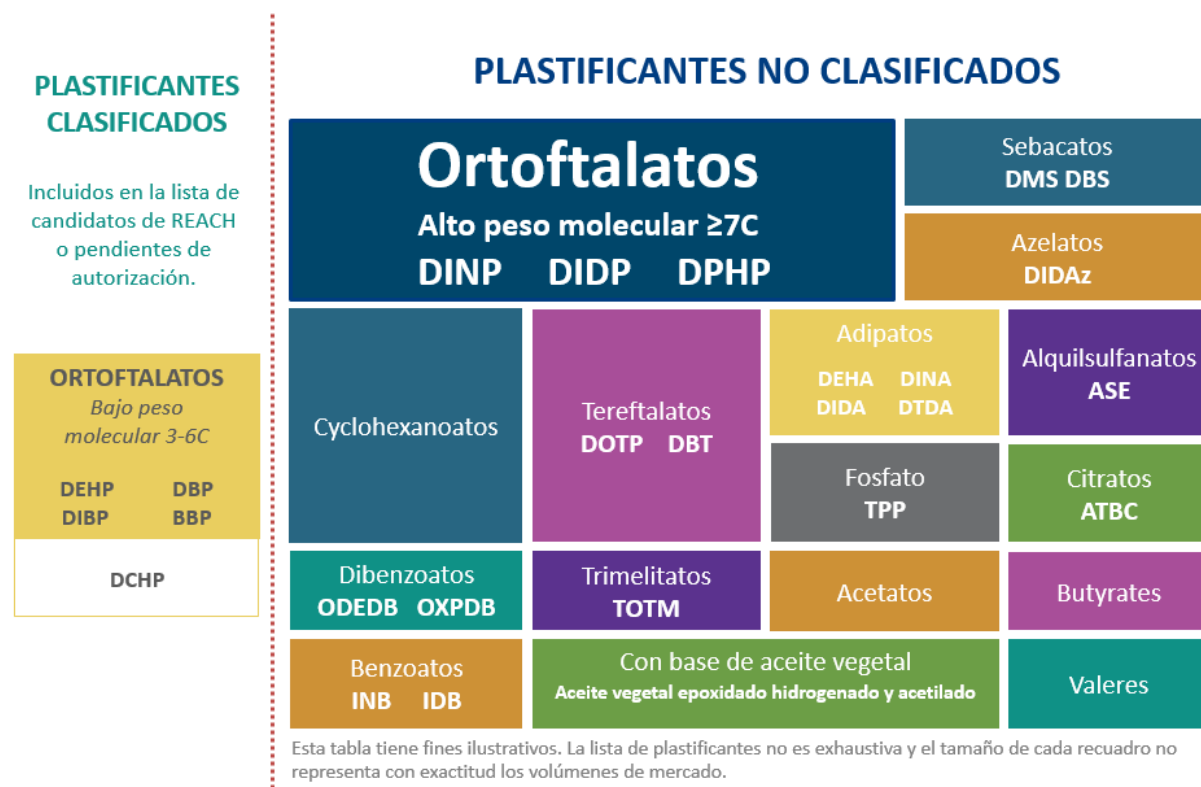 PLASTIFICANTES
CLASIFICADOS
Incluidos en la lista de
candidatos de REACH
o pendientes de
autorización.
ORTOFTALATOS
Bajo peso
molecular 3-6C
DEHP DBP
DIBP BBP
DCHP
PLASTIFICANTES NO CLASIFICADOS
Ortoftalatos
Alto peso molecular ≥7C
DINP DIDP DPHP
Sebacatos
DMS DBS
Azelatos
DIDAz
Cyclohexanoatos
Tereftalatos
DOTP DBT
Adipatos
DEHA DINA
DIDA DTDA
Alquilsulfanatos
ASE
Fosfato
TPP
Citratos
ATBC
Dibenzoatos
ODEDB OXPDB
Trimelitatos
TOTM
Acetatos
Butyrates
Benzoatos
INB IDB
Con base de aceite vegetal
Aceite vegetal epoxidado hidrogenado y acetilado
Valeres
Esta tabla tiene fines ilustrativos. La lista de plastificantes no es exhaustiva y el tamaño de cada recuadro no
representa con exactitud los volúmenes de mercado.